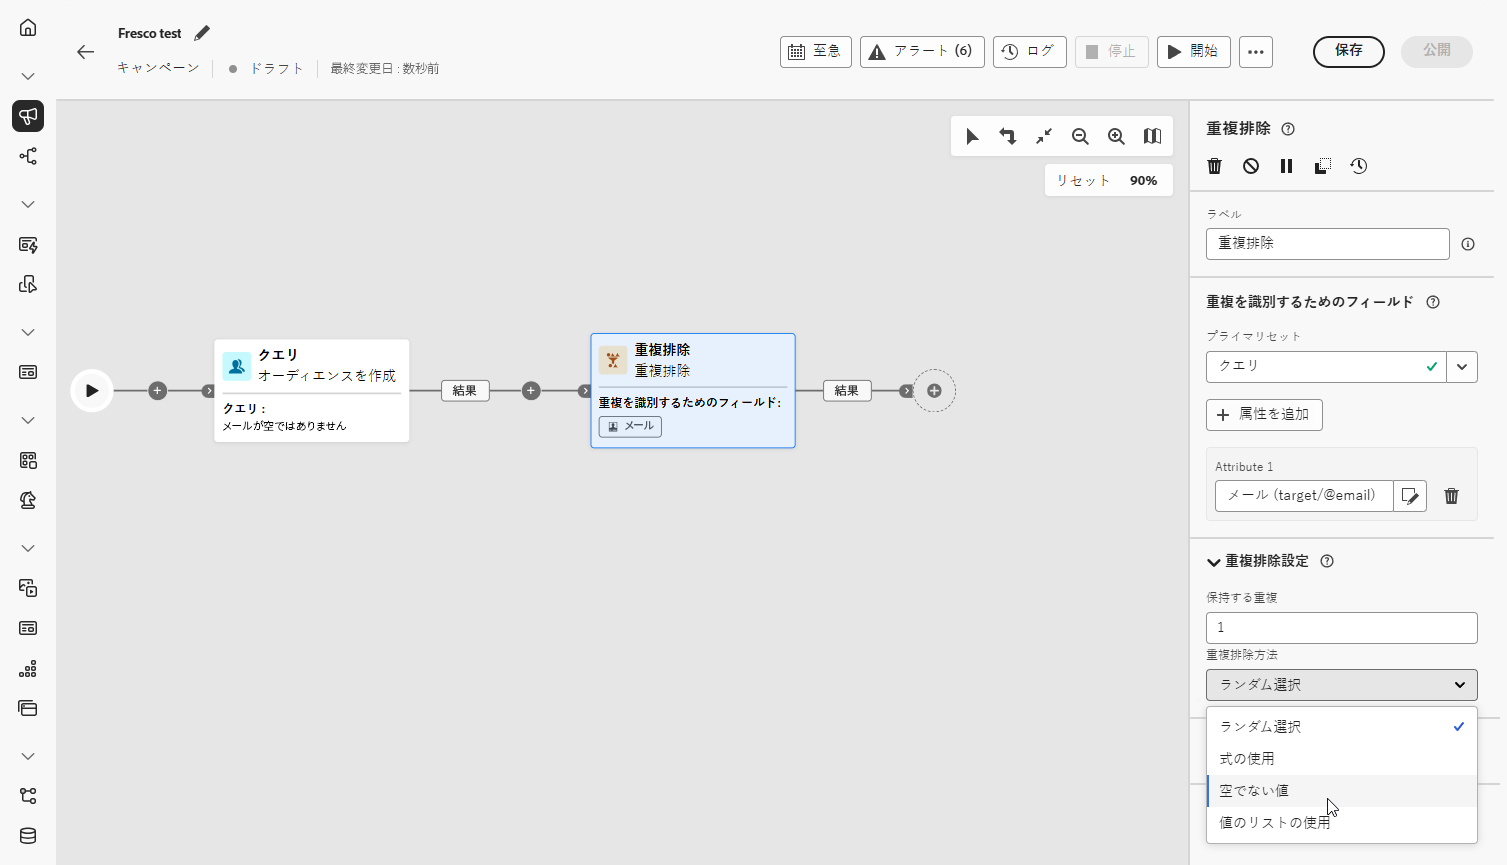 Fresco test
キャンペーン
ドラフト
最終変更日 : 数秒前
至急
アラート (6)
ログ
停止
開始
保存
公開
リセット
90%
クエリ
オーディエンスを作成
クエリ :
メールが空ではありません
結果
重複排除
重複排除
重複を識別するためのフィールド:
メール
結果
重複排除
ラベル
重複排除
重複を識別するためのフィールド
プライマリセット
クエリ
属性を追加
Attribute 1
メール (target/@email)
重複排除設定
保持する重複
1
重複排除方法
ランダム選択
ランダム選択
式の使用
空でない値
値のリストの使用